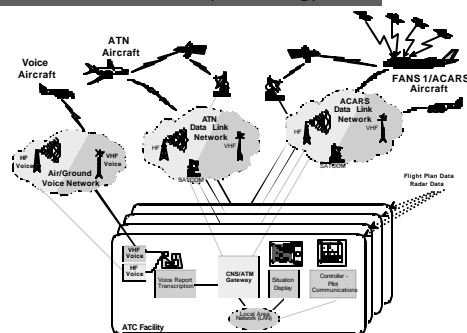 ATN
Aircraft
Voice
Aircraft
FANS 1/ACARS
Aircraft
ATN
Data Link
Network
HF
VHF
SATCOM
ACARS
Data Link
Network
HF
VHF
SATCOM
HF
Voice
VHF
Voice
Air/Ground
Voice Network
Flight Plan Data
Radar Data
VHF
Voice
HF
Voice
Voice Report
Transcription
CNS/ATM
Gateway
Situation
Display
Controller -
Pilot
Communications
Local Area
Network (LAN)
ATC Facility